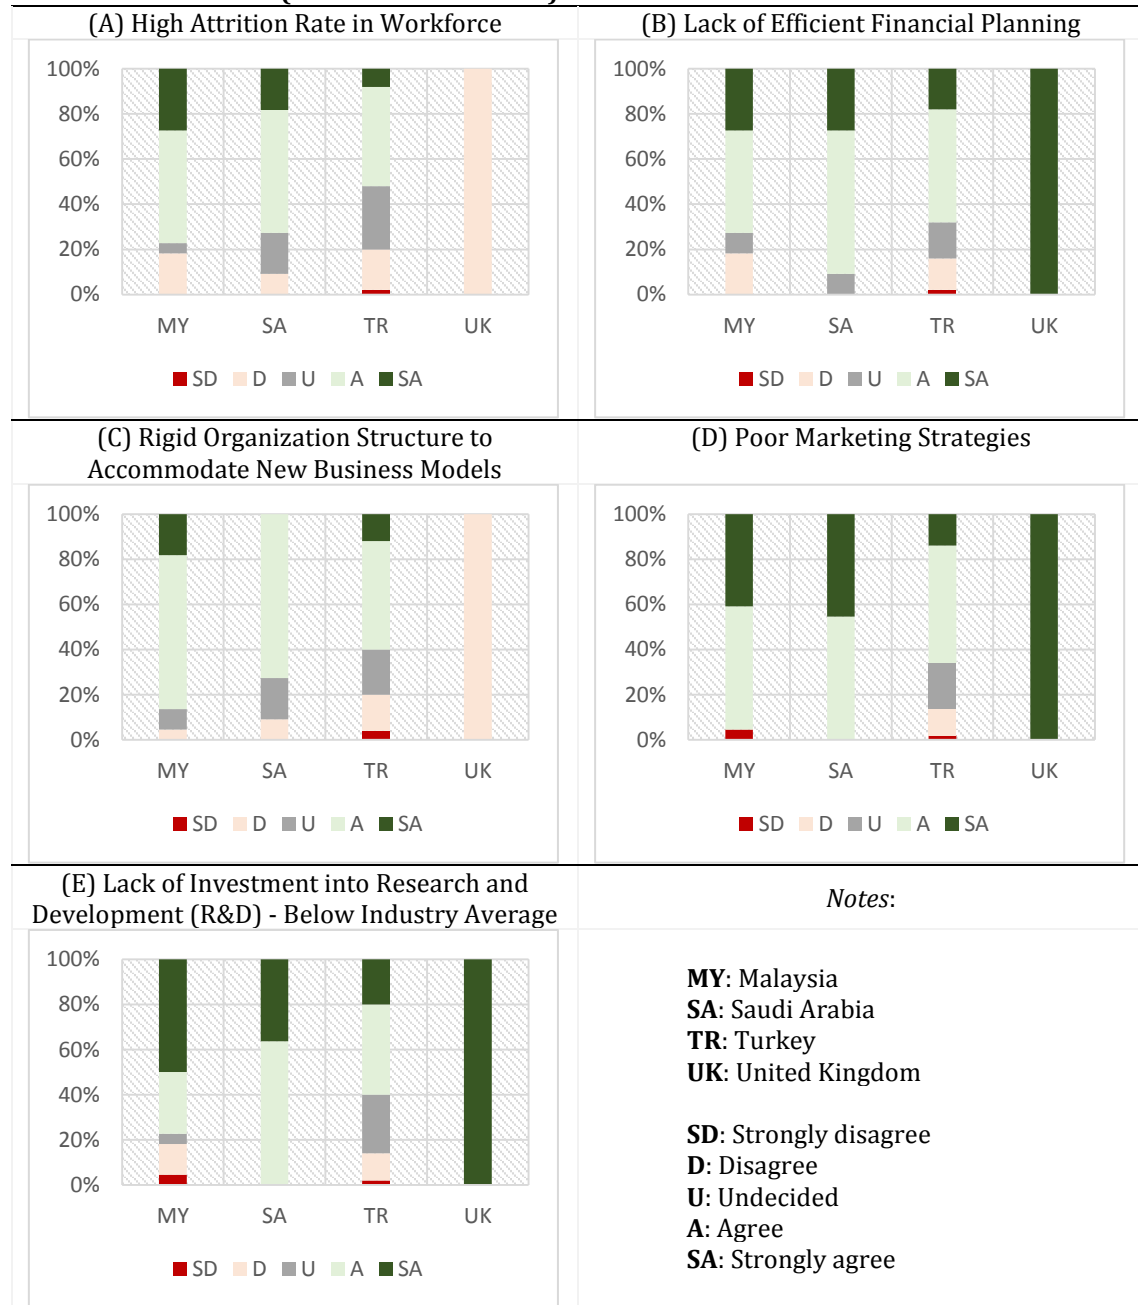 (A) High Attrition Rate in Workforce
100%
80%
60%
40%
20%
0%
MY SA TR UK
SD D U A SA
(B) Lack of Efficient Financial Planning
100%
80%
60%
40%
20%
0%
MY SA TR UK
SD D U A SA
(C) Rigid Organization Structure to
Accommodate New Business Models
100%
80%
60%
40%
20%
0%
MY SA TR UK
SD D U A SA
(D) Poor Marketing Strategies
100%
80%
60%
40%
20%
0%
MY SA TR UK
SD D U A SA
(E) Lack of Investment into Research and
Development (R&D) - Below Industry Average
100%
80%
60%
40%
20%
0%
MY SA TR UK
SD D U A SA
Notes:
MY: Malaysia
SA: Saudi Arabia
TR: Turkey
UK: United Kingdom
SD: Strongly disagree
D: Disagree
U: Undecided
A: Agree
SA: Strongly agree